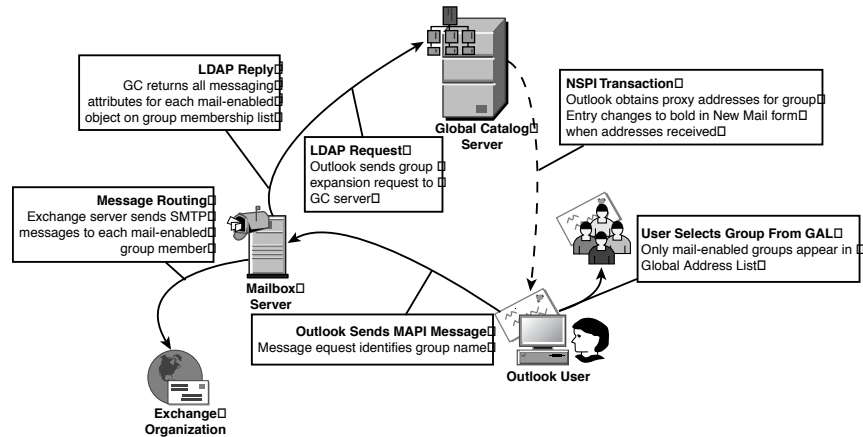 LDAP Reply
GC returns all messaging
attributes for each mail-enabled
object on group membership list
NSPI Transaction
Outlook obtains proxy addresses for group
Entry changes to bold in New Mail form
when addresses received
Global Catalog
Server
LDAP Request
Outlook sends group
expansion request to
GC server
Message Routing
Exchange server sends SMTP
messages to each mail-enabled
group member
User Selects Group From GAL
Only mail-enabled groups appear in
Global Address List
Mailbox
Server
Outlook Sends MAPI Message
Message equest identifies group name
Outlook User
Exchange
Organization